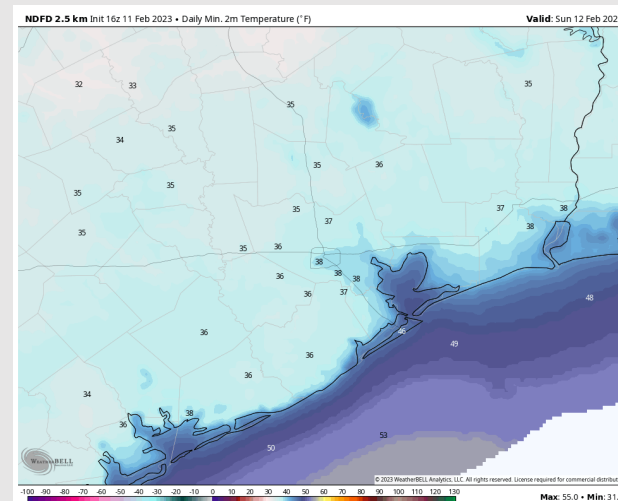 NDFD 2.5 km Init 16z 11 Feb 2023 • Daily Min. 2m Temperature (°F)
Valid: Sun 12 Feb 202
32 33 35
35
34 35
35 36
35 35
35 37 38
37 38
35
35 36
38
36 38 38
36 37
48
36 46
49
36
36
34
38
36
53
50
WeatherBELL
© 2023 WeatherBELL Analytics, LLC. All rights reserved. License required for commercial distribut
-100 -90 -80 -70 -60 -50 -40 -30 -20 -10 0 10 20 30 40 50 60 70 80 90 100 110 120 130
Max: 55.0 • Min: 31.